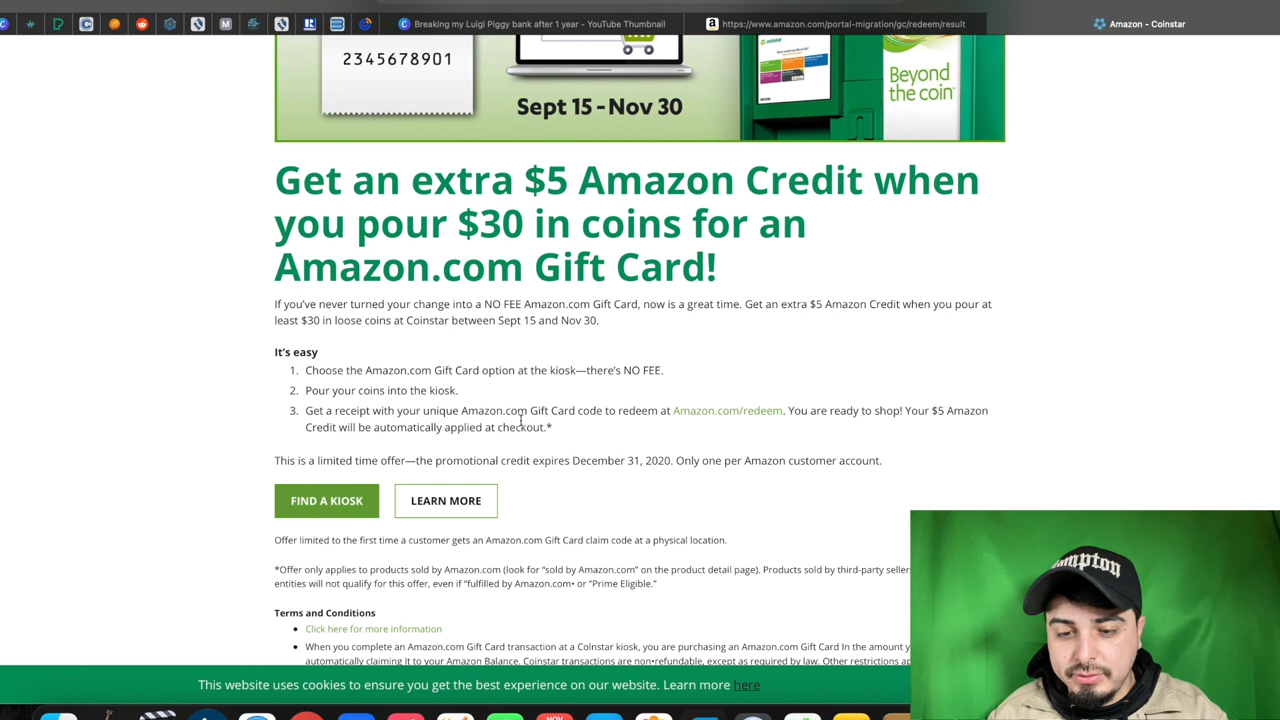 Breaking my Luigi Piggy bank after 1 year - YouTube Thumbnail
https://www.amazon.com/portal-migration/gc/redeem/result
Amazon - Coinstar
2345678901
Sept 15 - Nov 30
Beyond
the coin
Get an extra $5 Amazon Credit when
you pour $30 in coins for an
Amazon.com Gift Card!
If you've never turned your change into a NO FEE Amazon.com Gift Card, now is a great time. Get an extra $5 Amazon Credit when you pour at
least $30 in loose coins at Coinstar between Sept 15 and Nov 30.
It's easy
1. Choose the Amazon.com Gift Card option at the kiosk—there's NO FEE.
2. Pour your coins into the kiosk.
3. Get a receipt with your unique Amazon.com Gift Card code to redeem at Amazon.com/redeem. You are ready to shop! Your $5 Amazon
Credit will be automatically applied at checkout.*
This is a limited time offer—the promotional credit expires December 31, 2020. Only one per Amazon customer account.
FIND A KIOSK
LEARN MORE
Offer limited to the first time a customer gets an Amazon.com Gift Card claim code at a physical location.
*Offer only applies to products sold by Amazon.com (look for "sold by Amazon.com" on the product detail page). Products sold by third-party seller
entities will not qualify for this offer, even if "fulfilled by Amazon.com• or "Prime Eligible."
Terms and Conditions
• Click here for more information
• When you complete an Amazon.com Gift Card transaction at a CoInstar kiosk, you are purchasing an Amazon.com Gift Card In the amount
automatically claiming It to your Amazon Balance. Coinstar transactions are non•refundable, except as required by law. Other restrictions
This website uses cookies to ensure you get the best experience on our website. Learn more here
NOV